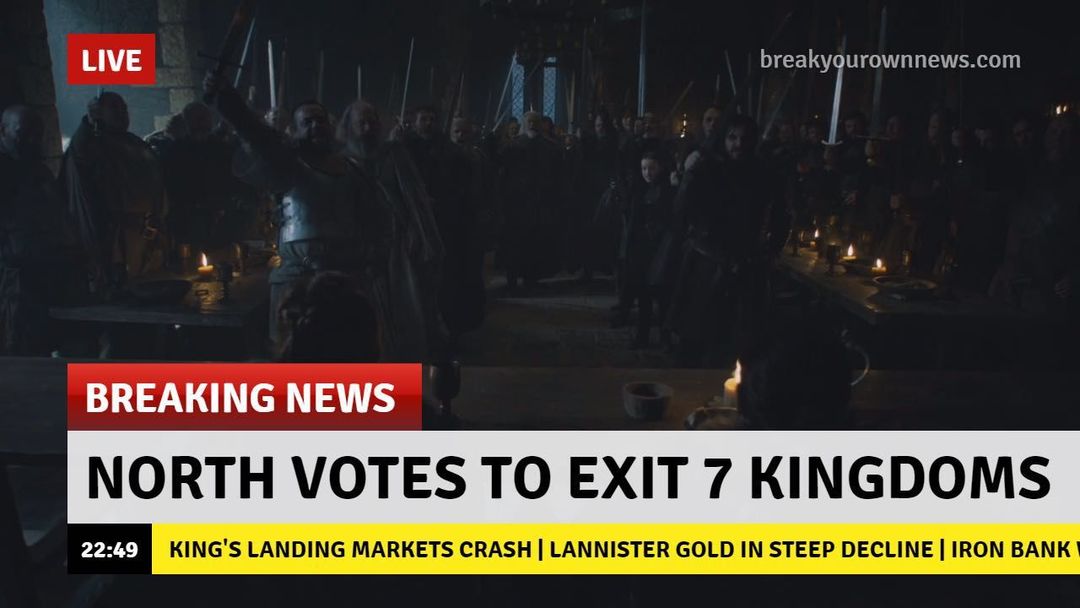 LIVE
breakyourownnews.com
BREAKING NEWS
NORTH VOTES TO EXIT 7 KINGDOMS
22:49 KING'S LANDING MARKETS CRASH | LANNISTER GOLD IN STEEP DECLINE | IRON BANK